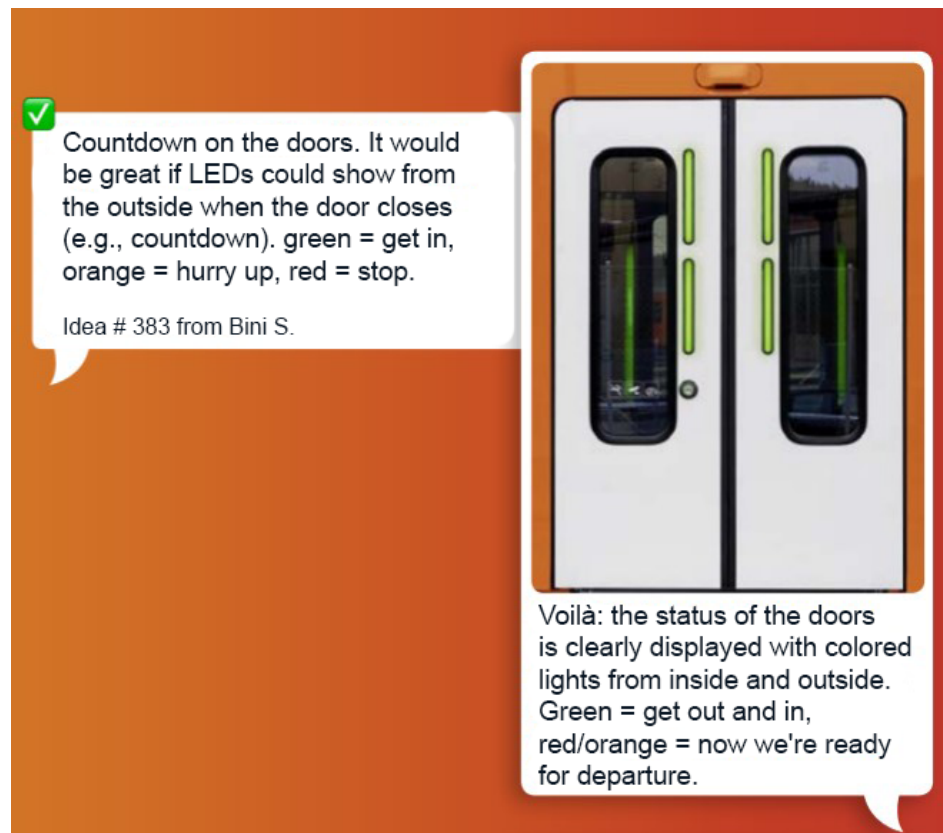 Countdown on the doors. It would
be great if LEDs could show from
the outside when the door closes
(e.g., countdown). green = get in,
orange = hurry up, red = stop.
Idea # 383 from Bini S.
Voilà: the status of the doors
is clearly displayed with colored
lights from inside and outside.
Green = get out and in,
red/orange = now we're ready
for departure.